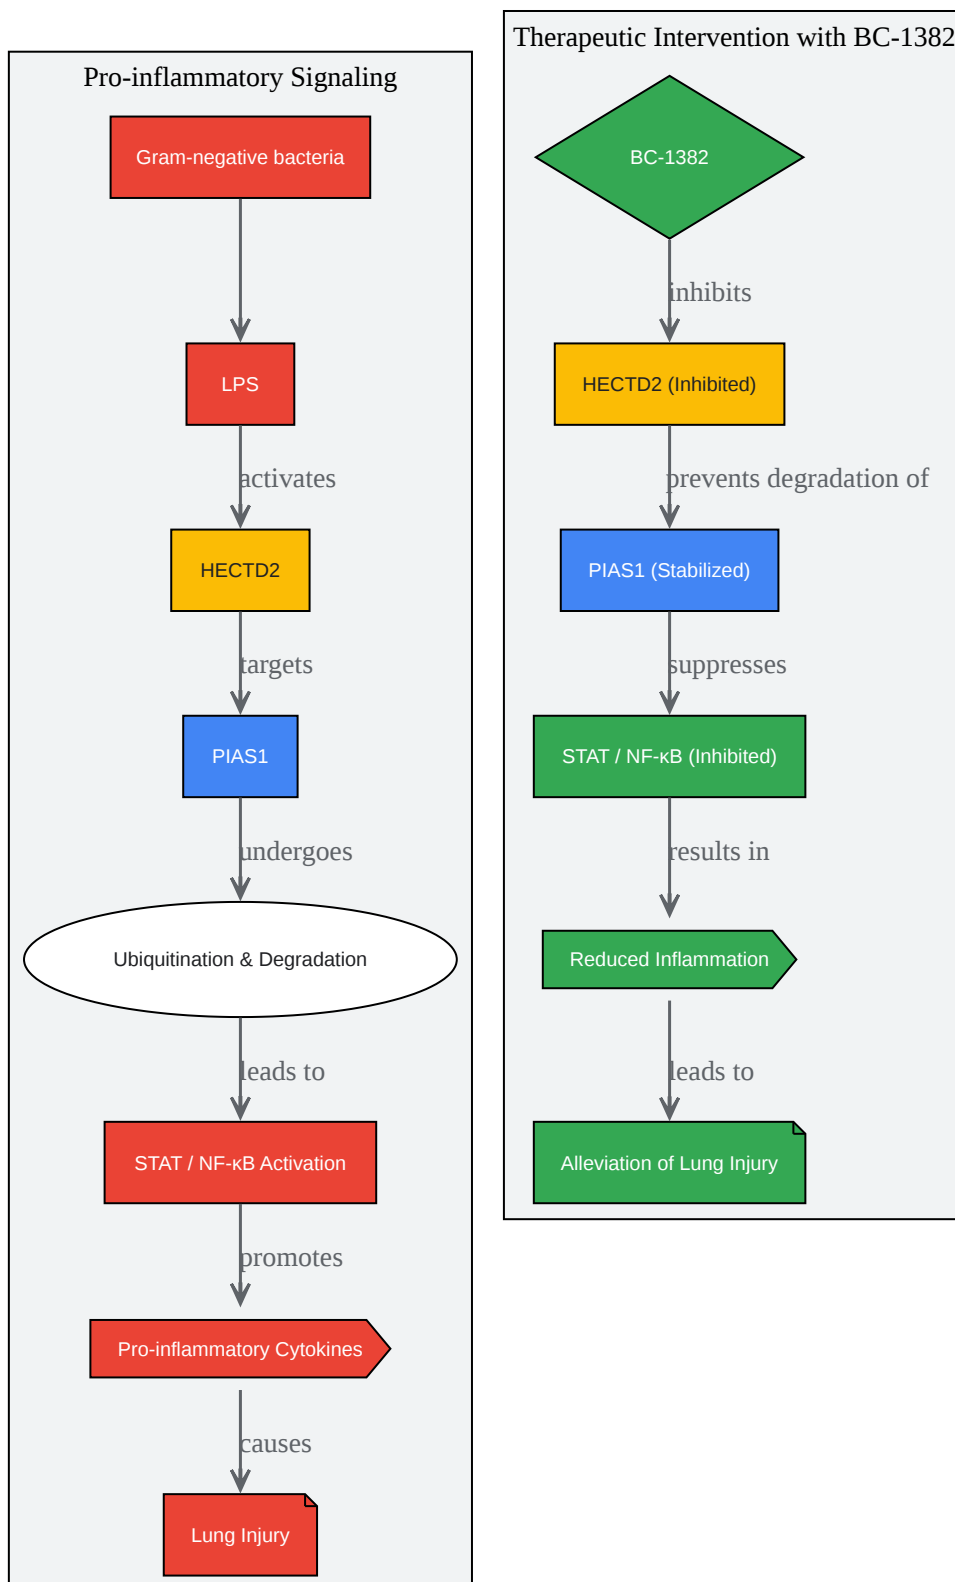 Pro-inflammatory Signaling
Gram-negative bacteria
LPS
activates
HECTD2
targets
PIAS1
undergoes
Ubiquitination & Degradation
leads to
STAT / NF-κB Activation
promotes
Pro-inflammatory Cytokines
causes
Lung Injury
Therapeutic Intervention with BC-1382
BC-1382
inhibits
HECTD2 (Inhibited)
prevents degradation of
PIAS1 (Stabilized)
suppresses
STAT / NF-κB (Inhibited)
results in
Reduced Inflammation
leads to
Alleviation of Lung Injury